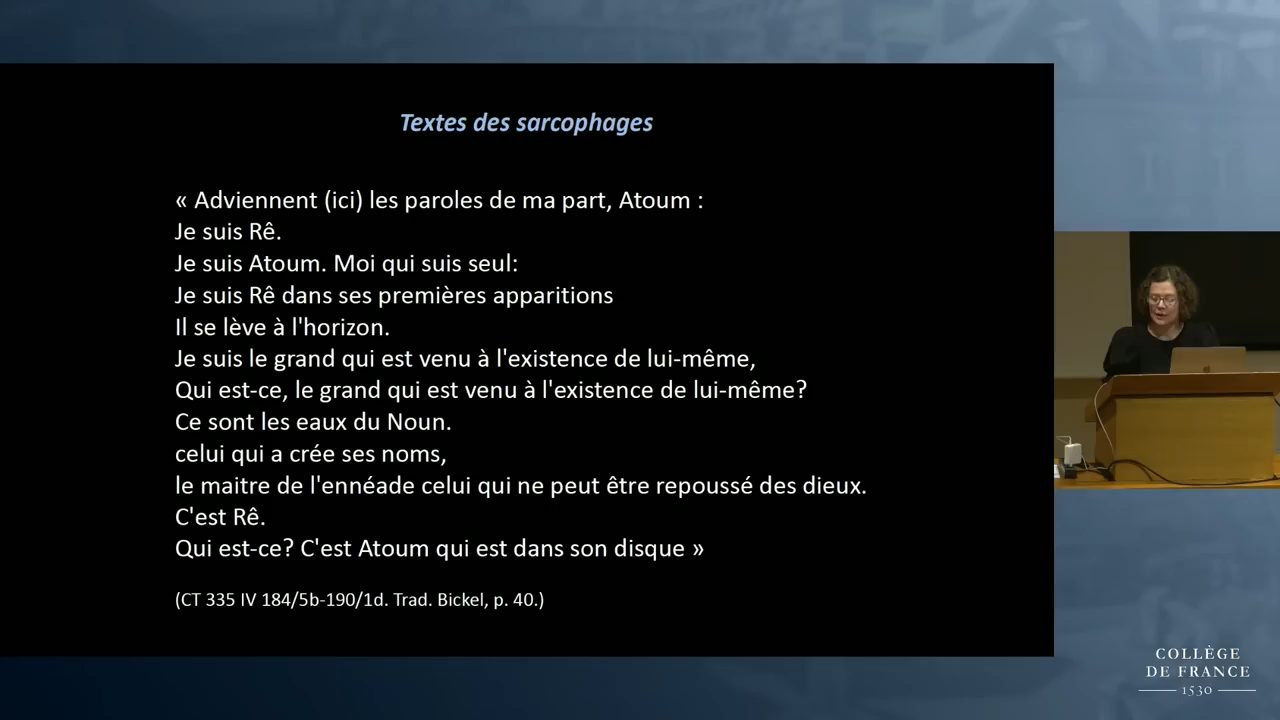 Textes des sarcophages
« Adviennent (ici) les paroles de ma part, Atoum :
Je suis Rê.
Je suis Atoum. Moi qui suis seul:
Je suis Rê dans ses premières apparitions
Il se lève à l'horizon.
Je suis le grand qui est venu à l'existence de lui-même,
Qui est-ce, le grand qui est venu à l'existence de lui-même?
Ce sont les eaux du Noun.
celui qui a crée ses noms,
le maitre de l'ennéade celui qui ne peut être repoussé des dieux.
C'est Rê.
Qui est-ce? C'est Atoum qui est dans son disque »
(CT 335 IV 184/5b-190/1d. Trad. Bickel, p. 40.)
COLLÈGE
DE FRANCE
1530